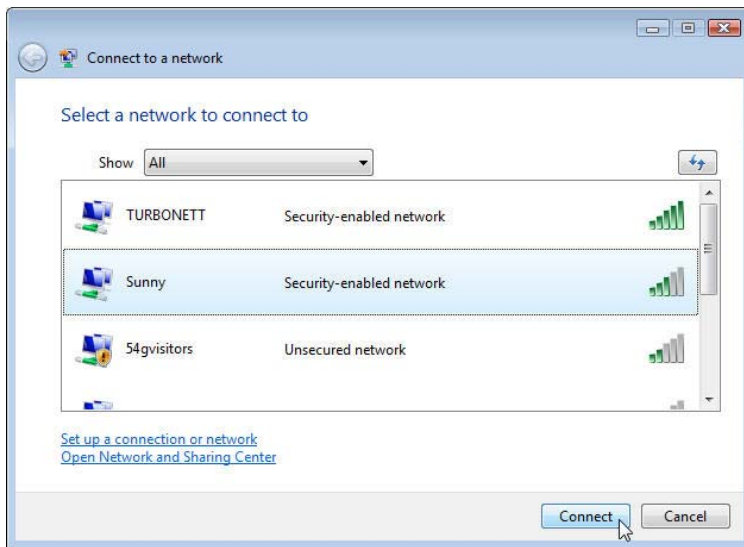 Connect to a network
Select a network to connect to
Show All
TURBONETT Security-enabled network
Sunny Security-enabled network
54gvisitors Unsecured network
Set up a connection or network
Open Network and Sharing Center
Connect Cancel